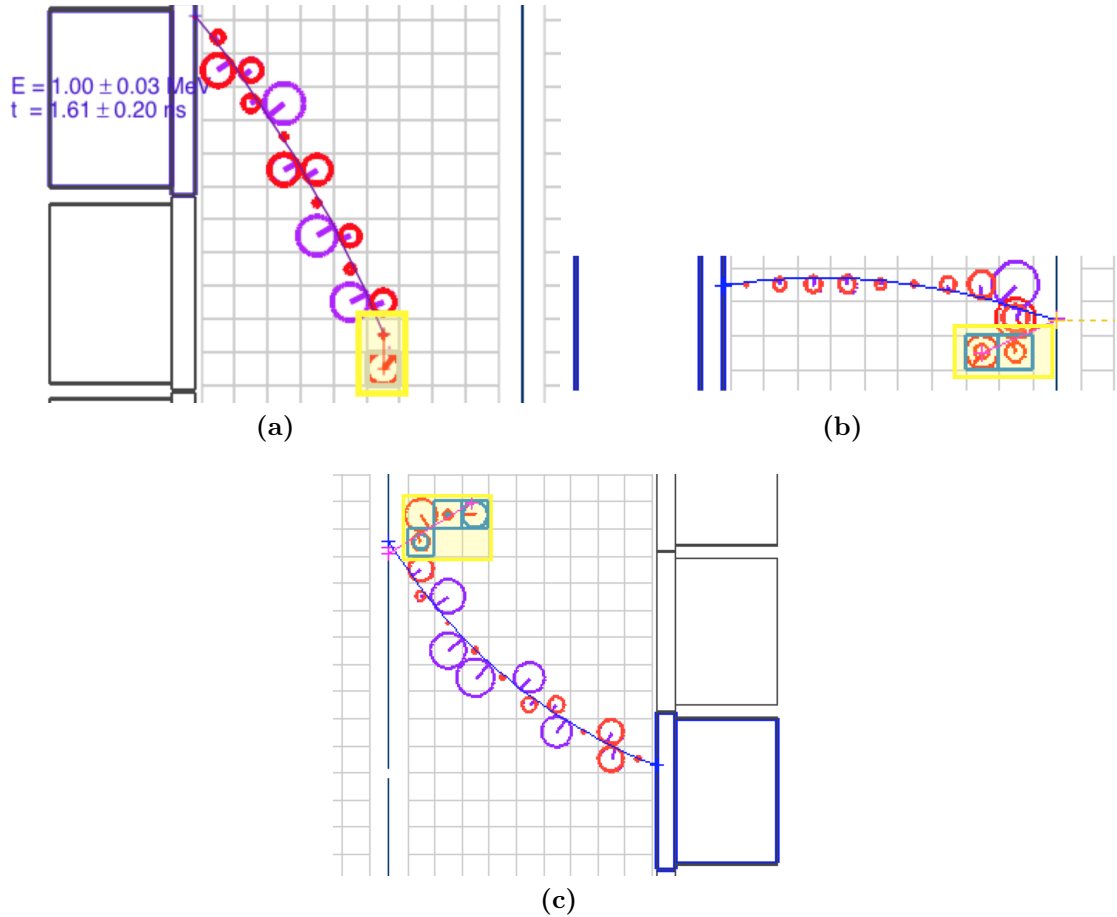 E = 1.00 ± 0.03 MeV
t = 1.61 ± 0.20 ns
(a)
(b)
(c)